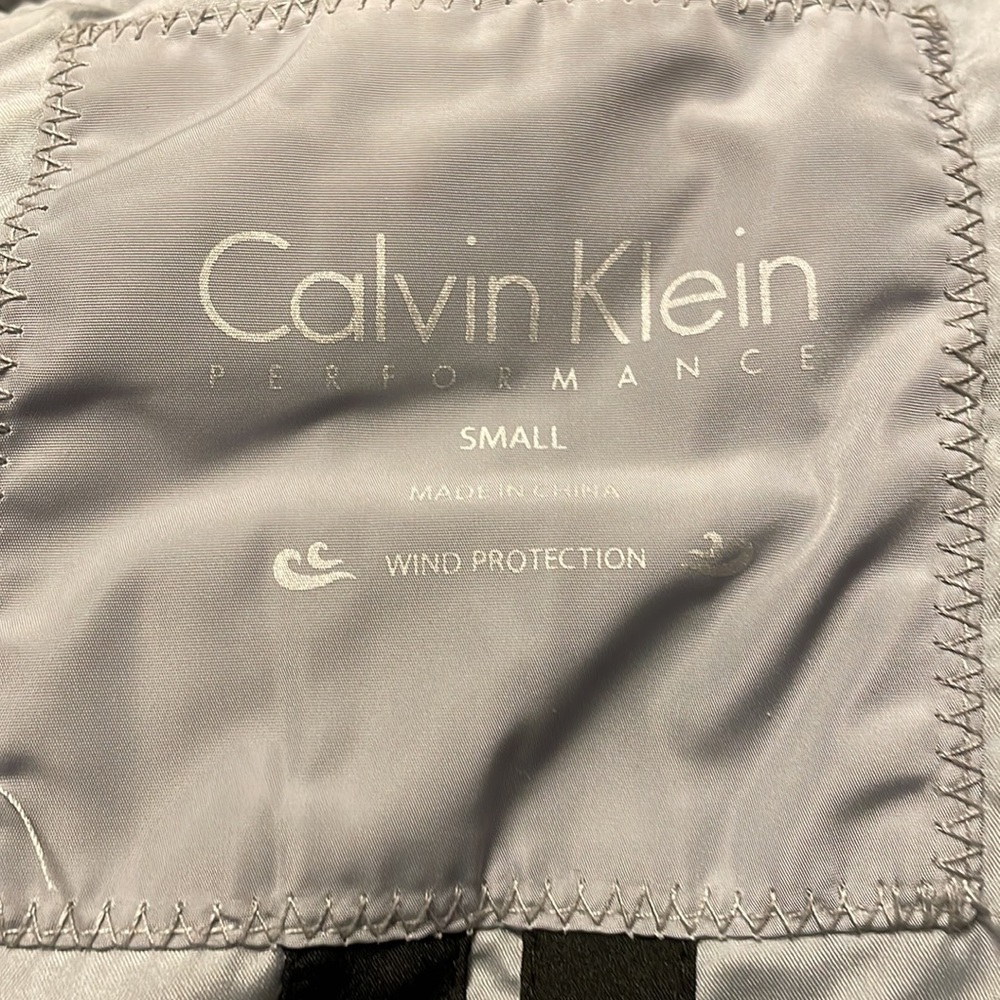 Calvin Klein
PERFORMANCE
SMALL
MADE IN CHINA
WIND PROTECTION